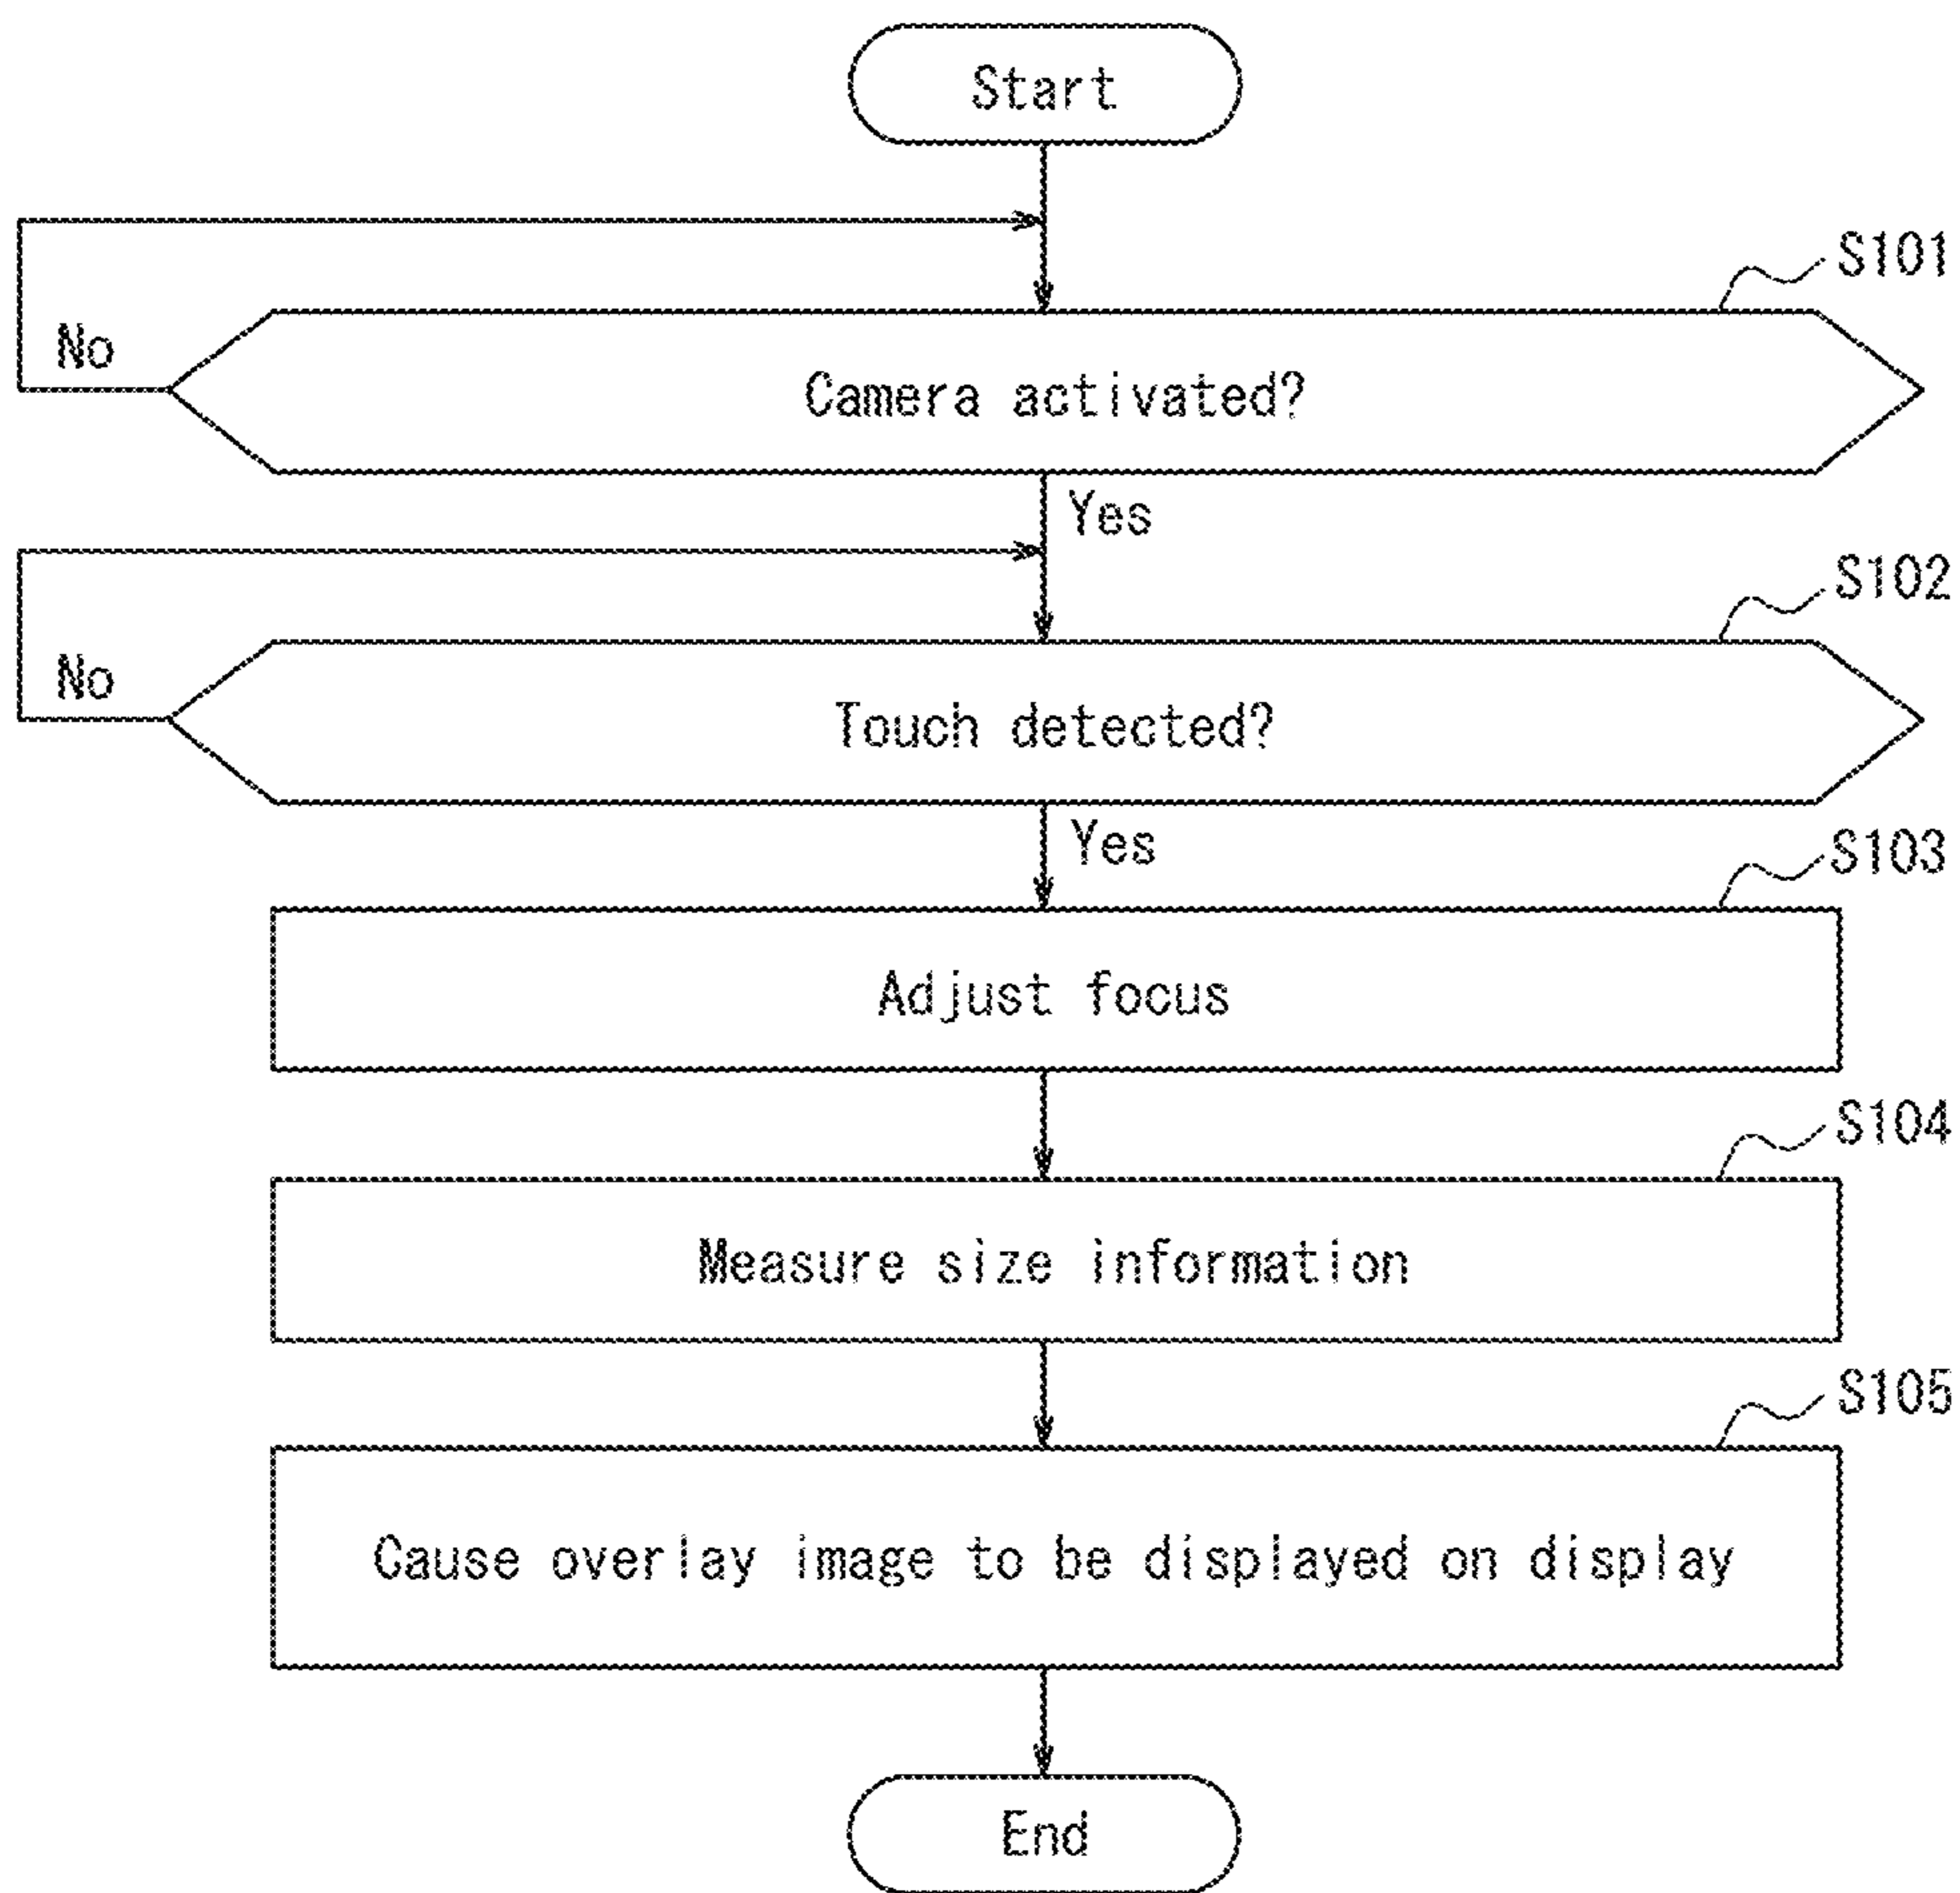 Start
S101
No
Camera activated?
Yes
S102
No
Touch detected?
Yes
S103
Adjust focus
S104
Measure size information
S105
Cause overlay image to be displayed on display
End